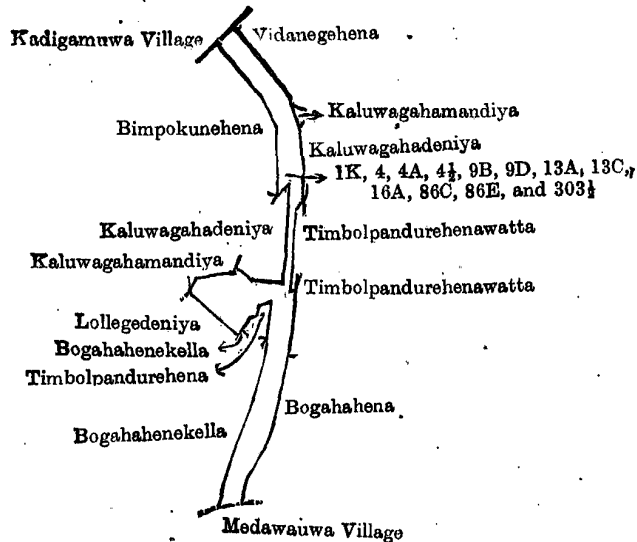 Kadigamuwa Village
Vidanegehena
Kaluwagahamandiya
Bimpokunehena
Kaluwagahadeniya
1K, 4, 4A, 4½, 9B, 9D, 13A, 13C,
16A, 86C, 86E, and 303½
Kaluwagahadeniya
Timbolpandurehenawatta
Kaluwagahamandiya
Timbolpandurehenawatta
Lollegedeniya
Bogahahenekella
Timbolpandurehena
Bogahahena
Bogahahenekella
Medawauwa Village